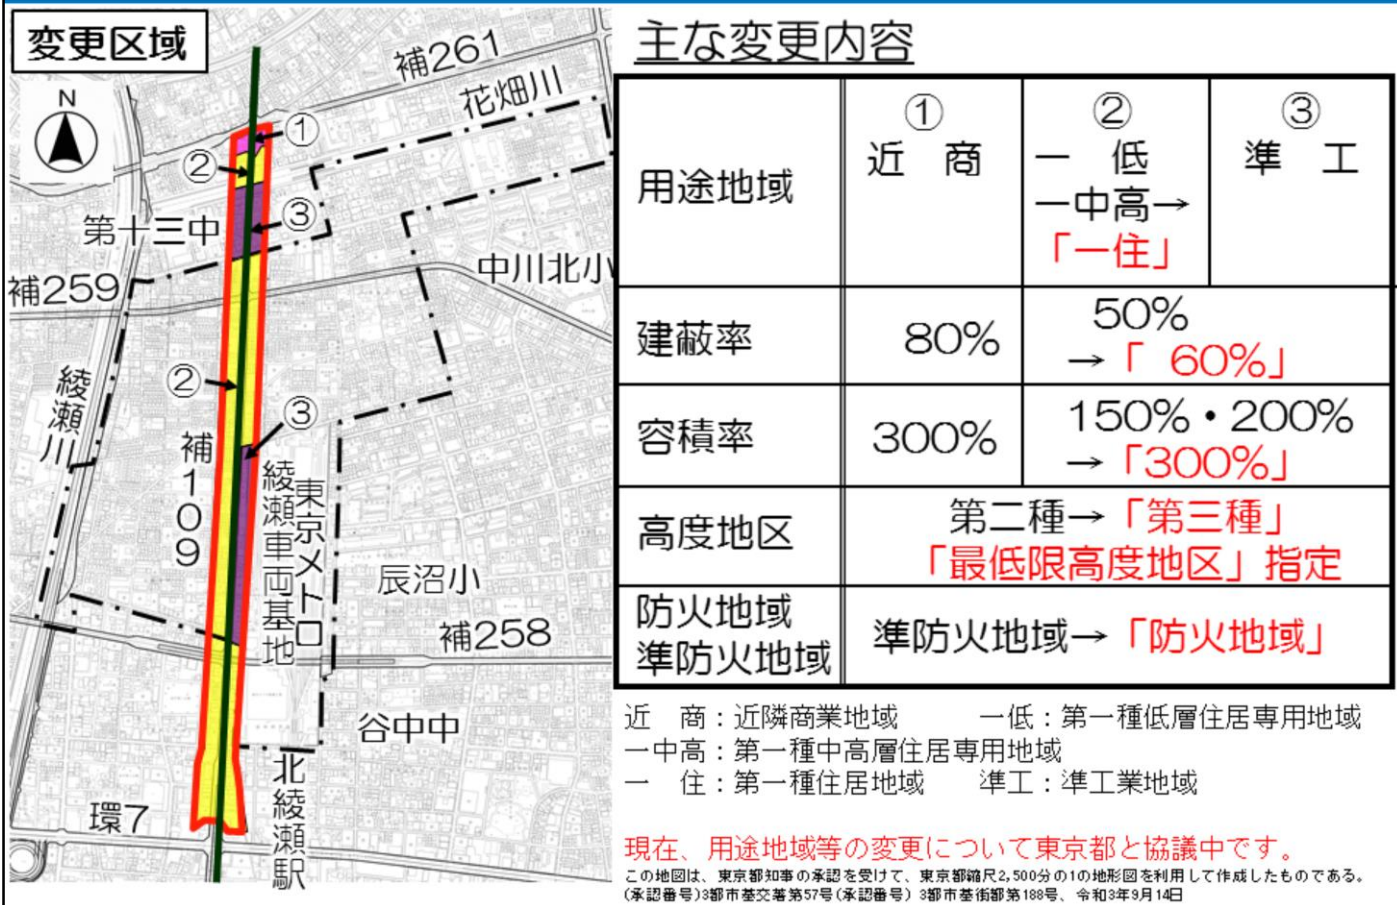 変更区域
N
補261
花畑川
①
②
③
第十三中
補259
中川北小
綾瀬川
②
③
補109
東京メトロ
綾瀬車両基地
辰沼小
補258
谷中中
北綾瀬駅
環7
主な変更内容
用途地域
①
近 商
②
一 低
一中高→
「一住」
③
準 工
建蔽率
80%
50%
→「 60%」
容積率
300%
150%・200%
→「300%」
高度地区
第二種→「第三種」
「最低限高度地区」指定
防火地域
準防火地域
準防火地域→「防火地域」
近 商：近隣商業地域 一低：第一種低層住居専用地域
一中高：第一種中高層住居専用地域
一 住：第一種住居地域 準工：準工業地域
現在、用途地域等の変更について東京都と協議中です。
この地図は、東京都知事の承認を受けて、東京都縮尺2,500分の1の地形図を利用して作成したものである。
(承認番号)3都市基交著第57号(承認番号) 3都市基街都第188号、令和3年9月14日